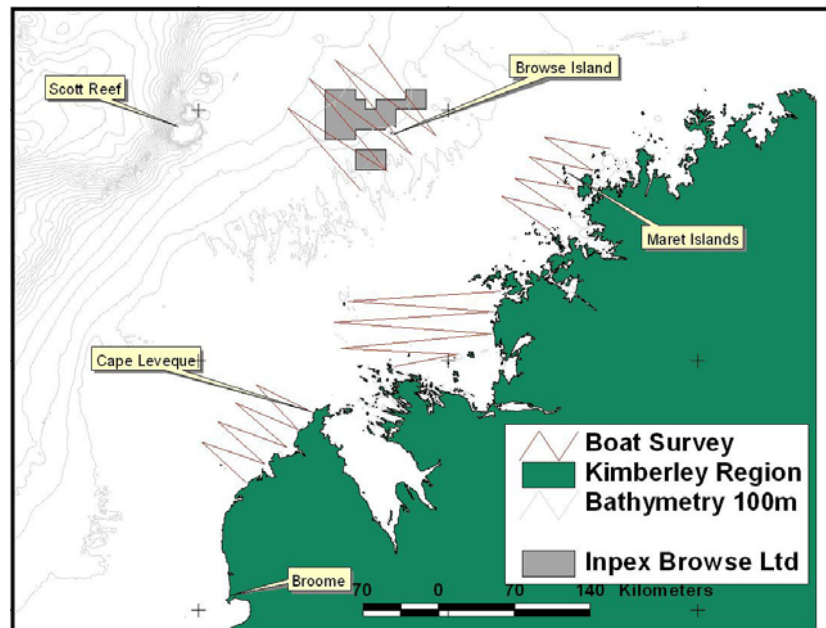 Browse Island
Scott Reef
Maret Islands
Cape Leveque
Boat Survey
Kimberley Region
Bathymetry 100m
Inpex Browse Ltd
Broome
70 0 70 140 Kilometers